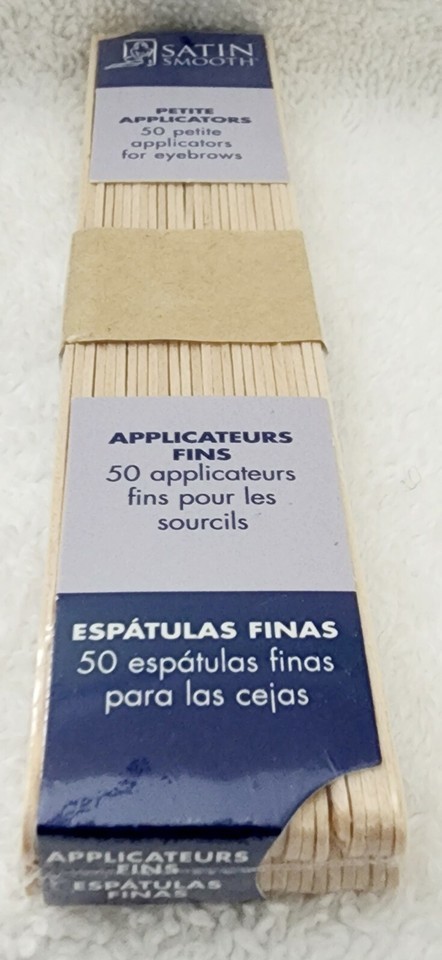 SATIN
SMOOTH
PETITE
APPLICATORS
50 petite
applicators
for eyebrows
APPLICATEURS
FINS
50 applicateurs
fins pour les
sourcils
ESPÁTULAS FINAS
50 espátulas finas
para las cejas
APPLICATEURS
FINS
ESPÁTULAS
FINAS